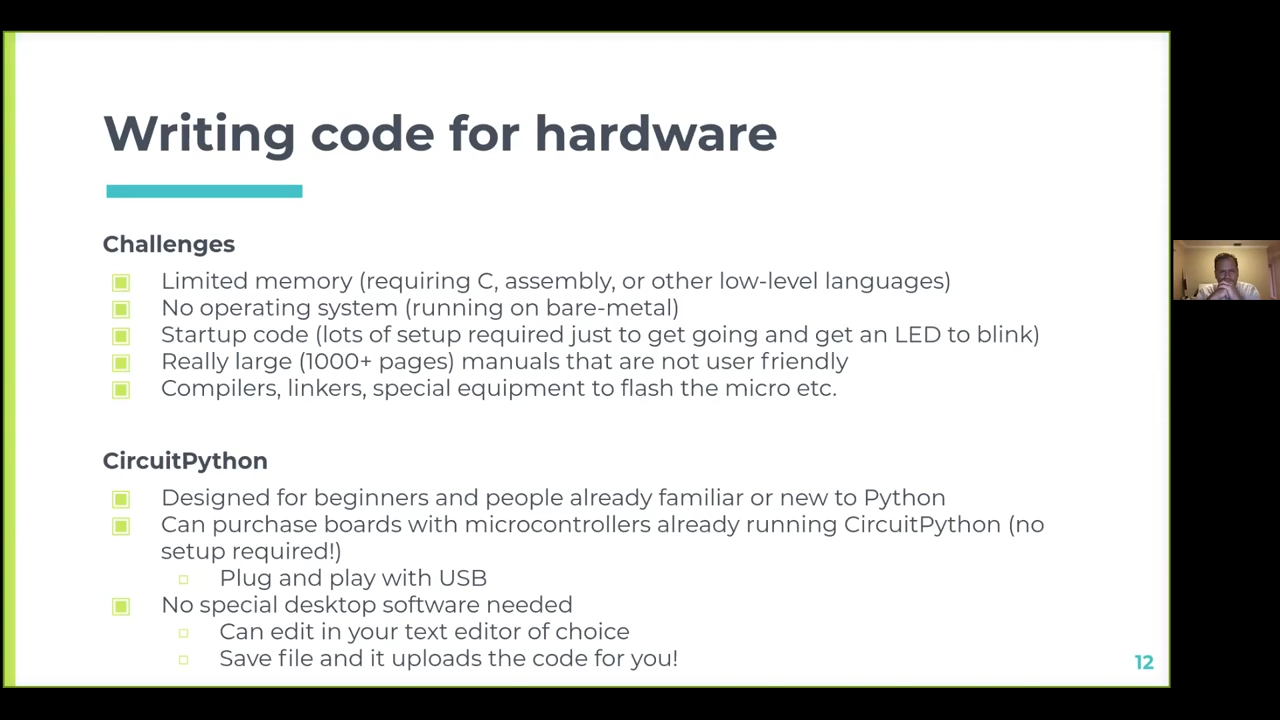 Writing code for hardware
Challenges
Limited memory (requiring C, assembly, or other low-level languages)
No operating system (running on bare-metal)
Startup code (lots of setup required just to get going and get an LED to blink)
Really large (1000+ pages) manuals that are not user friendly
Compilers, linkers, special equipment to flash the micro etc.
CircuitPython
Designed for beginners and people already familiar or new to Python
Can purchase boards with microcontrollers already running CircuitPython (no
setup required!)
Plug and play with USB
No special desktop software needed
Can edit in your text editor of choice
Save file and it uploads the code for you!
12